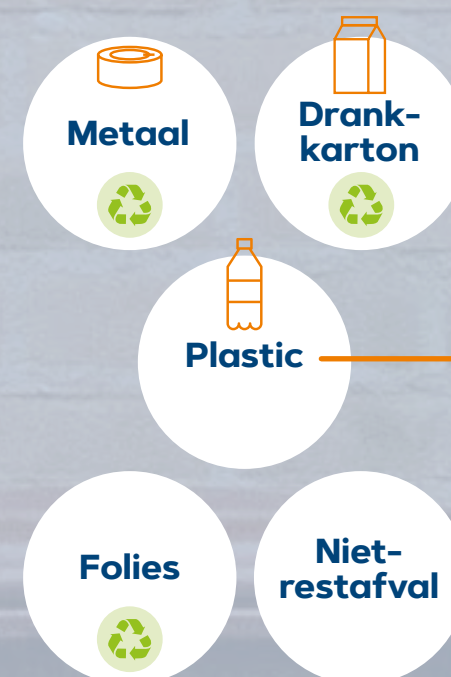 Metaal
Drank-
karton
Plastic
Folies
Niet-
restafval